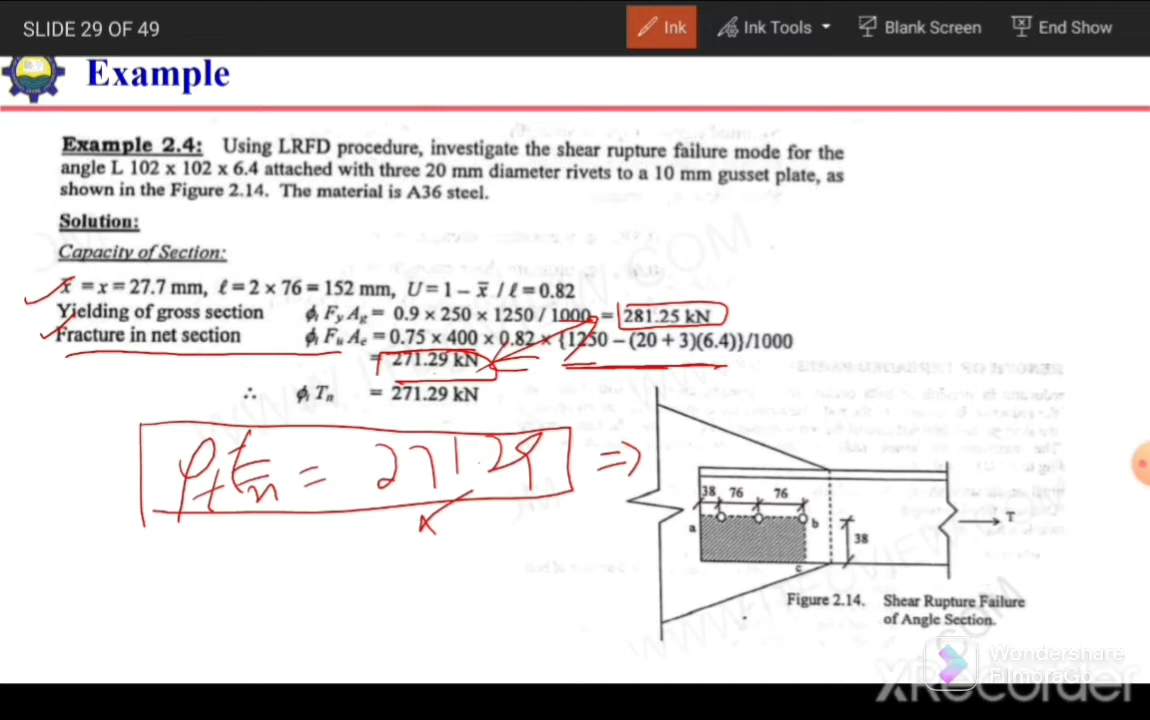 SLIDE 29 OF 49
Ink
Ink Tools
Blank Screen
End Show
Example
Example 2.4: Using LRFD procedure, investigate the shear rupture failure mode for the
angle L 102 x 102 x 6.4 attached with three 20 mm diameter rivets to a 10 mm gusset plate, as
shown in the Figure 2.14. The material is A36 steel.
Solution:
Capacity of Section:
x̄ = x = 27.7 mm, ℓ = 2 × 76 = 152 mm, U = 1 – x̄ / ℓ = 0.82
Yielding of gross section ϕt Fy Ag = 0.9 × 250 × 1250 / 1000 = 281.25 kN
Fracture in net section ϕt Fu Ae = 0.75 × 400 × 0.82 × {1250 – (20 + 3)(6.4)}/1000
= 271.29 kN
∴ ϕt Tn = 271.29 kN
φt tn = 271.29 ⇒
38 76 76
a
b
T
38
c
Figure 2.14. Shear Rupture Failure
of Angle Section.
Wondershare
FilmoraGo
XRecorder